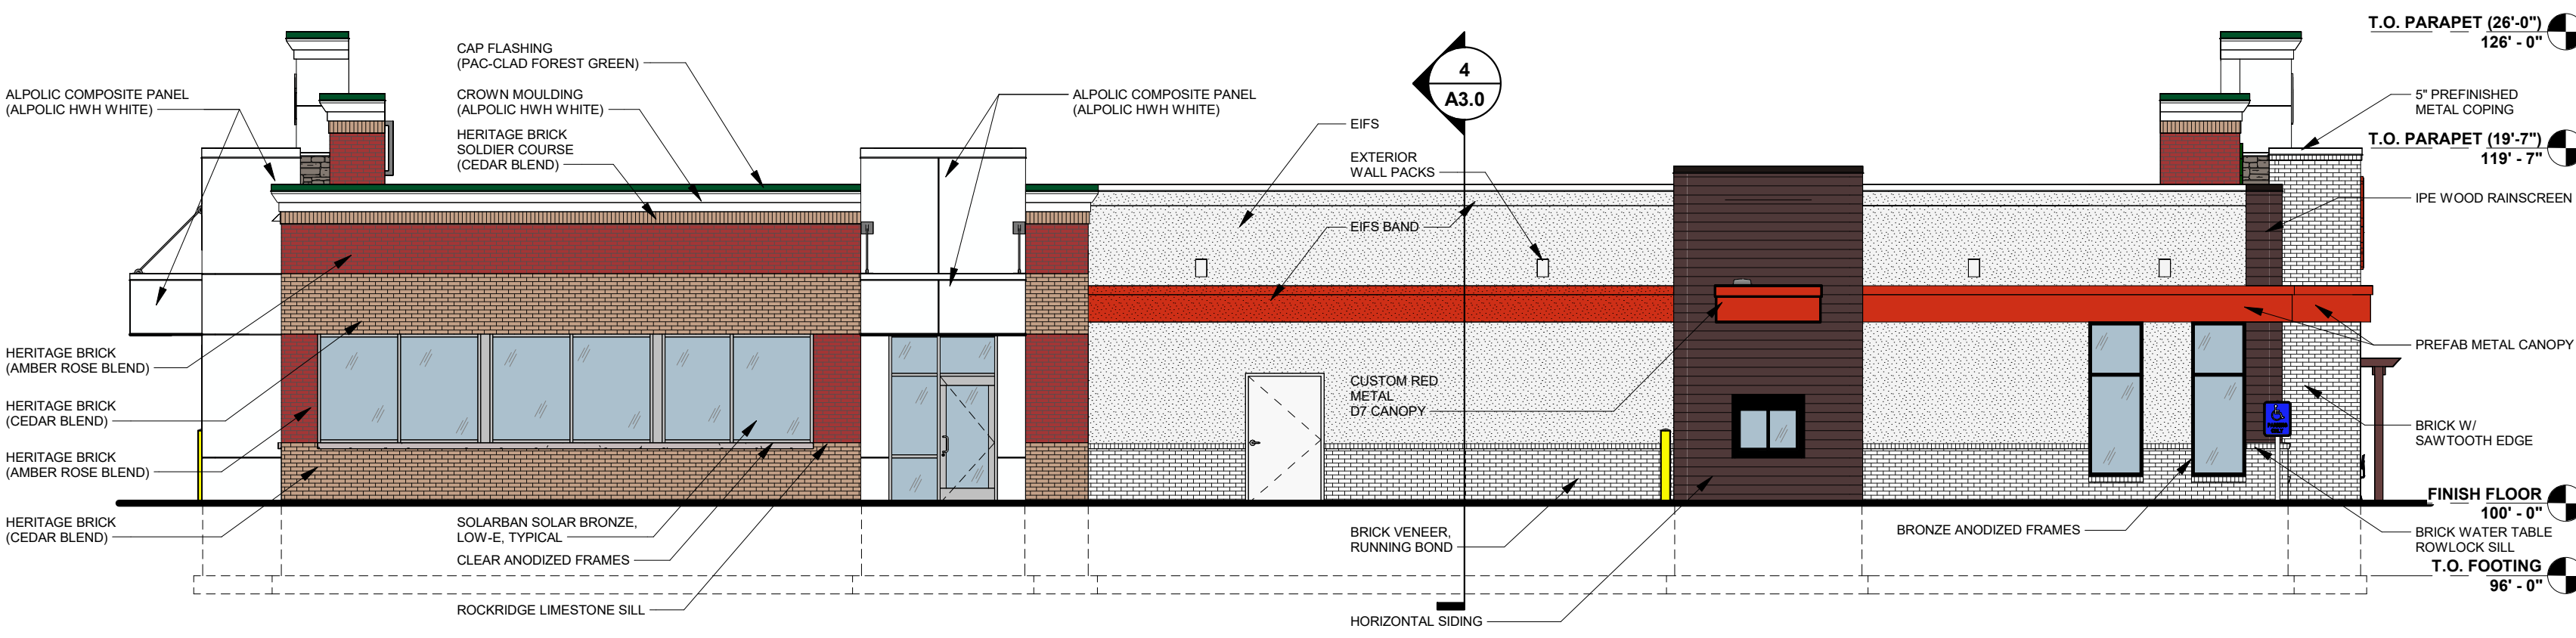 ALPOLIC COMPOSITE PANEL
(ALPOLIC HWH WHITE)
HERITAGE BRICK
(AMBER ROSE BLEND)
HERITAGE BRICK
(CEDAR BLEND)
HERITAGE BRICK
(AMBER ROSE BLEND)
HERITAGE BRICK
(CEDAR BLEND)
CAP FLASHING
(PAC-CLAD FOREST GREEN)
CROWN MOULDING
(ALPOLIC HWH WHITE)
HERITAGE BRICK
SOLDIER COURSE
(CEDAR BLEND)
SOLARBAN SOLAR BRONZE,
LOW-E, TYPICAL
CLEAR ANODIZED FRAMES
ROCKRIDGE LIMESTONE SILL
ALPOLIC COMPOSITE PANEL
(ALPOLIC HWH WHITE)
4
A3.0
EIFS
EXTERIOR
WALL PACKS
EIFS BAND
CUSTOM RED
METAL
D7 CANOPY
BRICK VENEER,
RUNNING BOND
HORIZONTAL SIDING
BRONZE ANODIZED FRAMES
T.O. PARAPET (26'-0")
126' - 0"
5" PREFINISHED
METAL COPING
T.O. PARAPET (19'-7")
119' - 7"
IPE WOOD RAINSCREEN
PREFAB METAL CANOPY
BRICK W/
SAWTOOTH EDGE
FINISH FLOOR
100' - 0"
BRICK WATER TABLE
ROWLOCK SILL
T.O. FOOTING
96' - 0"